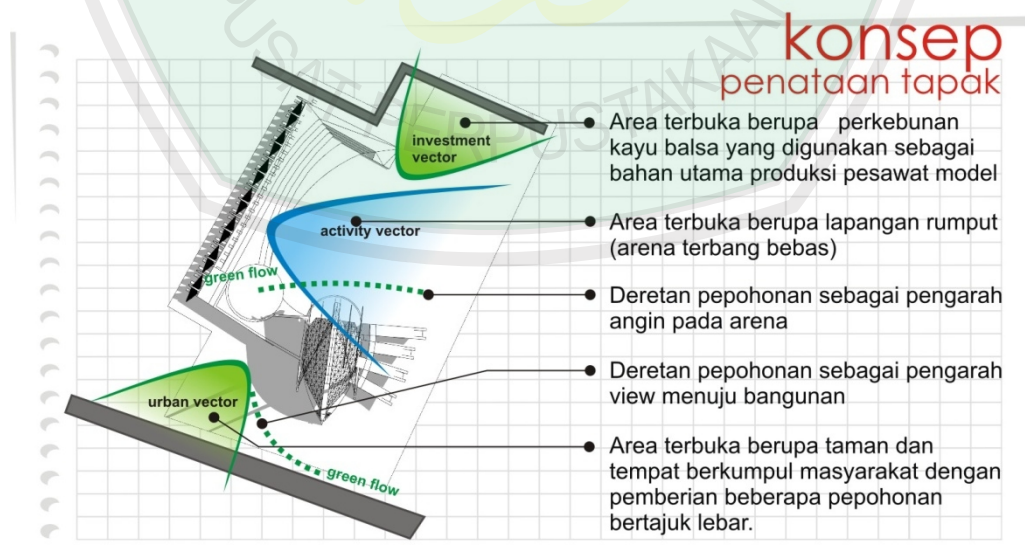 konsep
penataan tapak
PUSAT PERPUSTAKAAN
investment
vector
activity vector
green flow
urban vector
green flow
Area terbuka berupa perkebunan
kayu balsa yang digunakan sebagai
bahan utama produksi pesawat model
Area terbuka berupa lapangan rumput
(arena terbang bebas)
Deretan pepohonan sebagai pengarah
angin pada arena
Deretan pepohonan sebagai pengarah
view menuju bangunan
Area terbuka berupa taman dan
tempat berkumpul masyarakat dengan
pemberian beberapa pepohonan
bertajuk lebar.